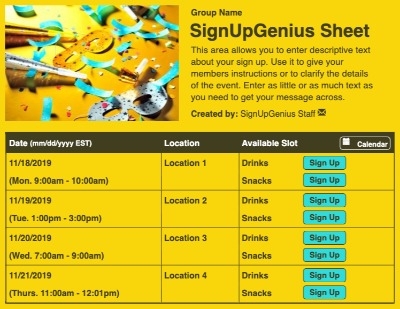 Group Name
SignUpGenius Sheet
This area allows you to enter descriptive text
about your sign up. Use it to give your
members instructions or to clarify the details
of the event. Enter as little or as much text as
you need to get your message across.
Created by: SignUpGenius Staff
Date (mm/dd/yyyy EST) Location Available Slot Calendar
11/18/2019 Location 1 Drinks Sign Up
(Mon. 9:00am - 10:00am) Snacks Sign Up
11/19/2019 Location 2 Drinks Sign Up
(Tue. 1:00pm - 3:00pm) Snacks Sign Up
11/20/2019 Location 3 Drinks Sign Up
(Wed. 7:00am - 9:00am) Snacks Sign Up
11/21/2019 Location 4 Drinks Sign Up
(Thurs. 11:00am - 12:01pm) Snacks Sign Up